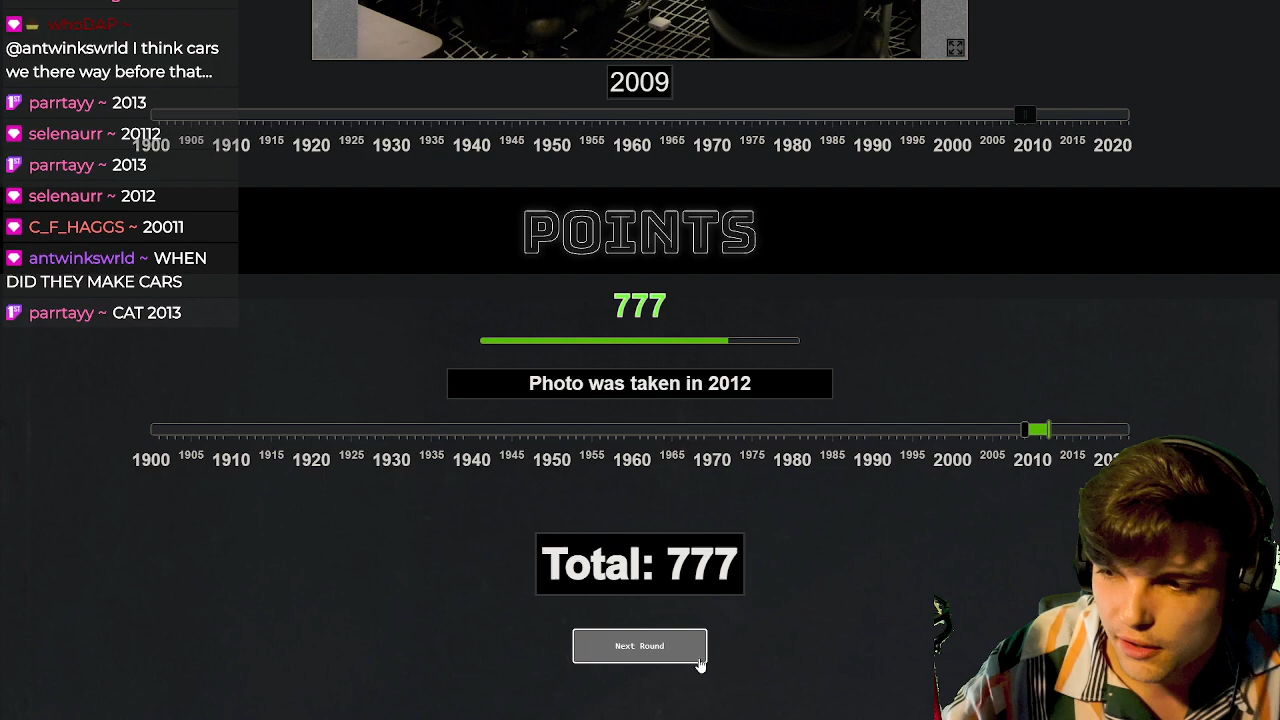 whoDAP ~
@antwinkswrld I think cars
we there way before that...
parrtayy ~ 2013
selenaurr ~ 20112
parrtayy ~ 2013
selenaurr ~ 2012
C_F_HAGGS ~ 20011
antwinkswrld ~ WHEN
DID THEY MAKE CARS
1ST parrtayy ~ CAT 2013
2009
1900 1905 1910 1915 1920 1925 1930 1935 1940 1945 1950 1955 1960 1965 1970 1975 1980 1985 1990 1995 2000 2005 2010 2015 2020
POINTS
777
Photo was taken in 2012
1900 1905 1910 1915 1920 1925 1930 1935 1940 1945 1950 1955 1960 1965 1970 1975 1980 1985 1990 1995 2000 2005 2010 2015
Total: 777
Next Round